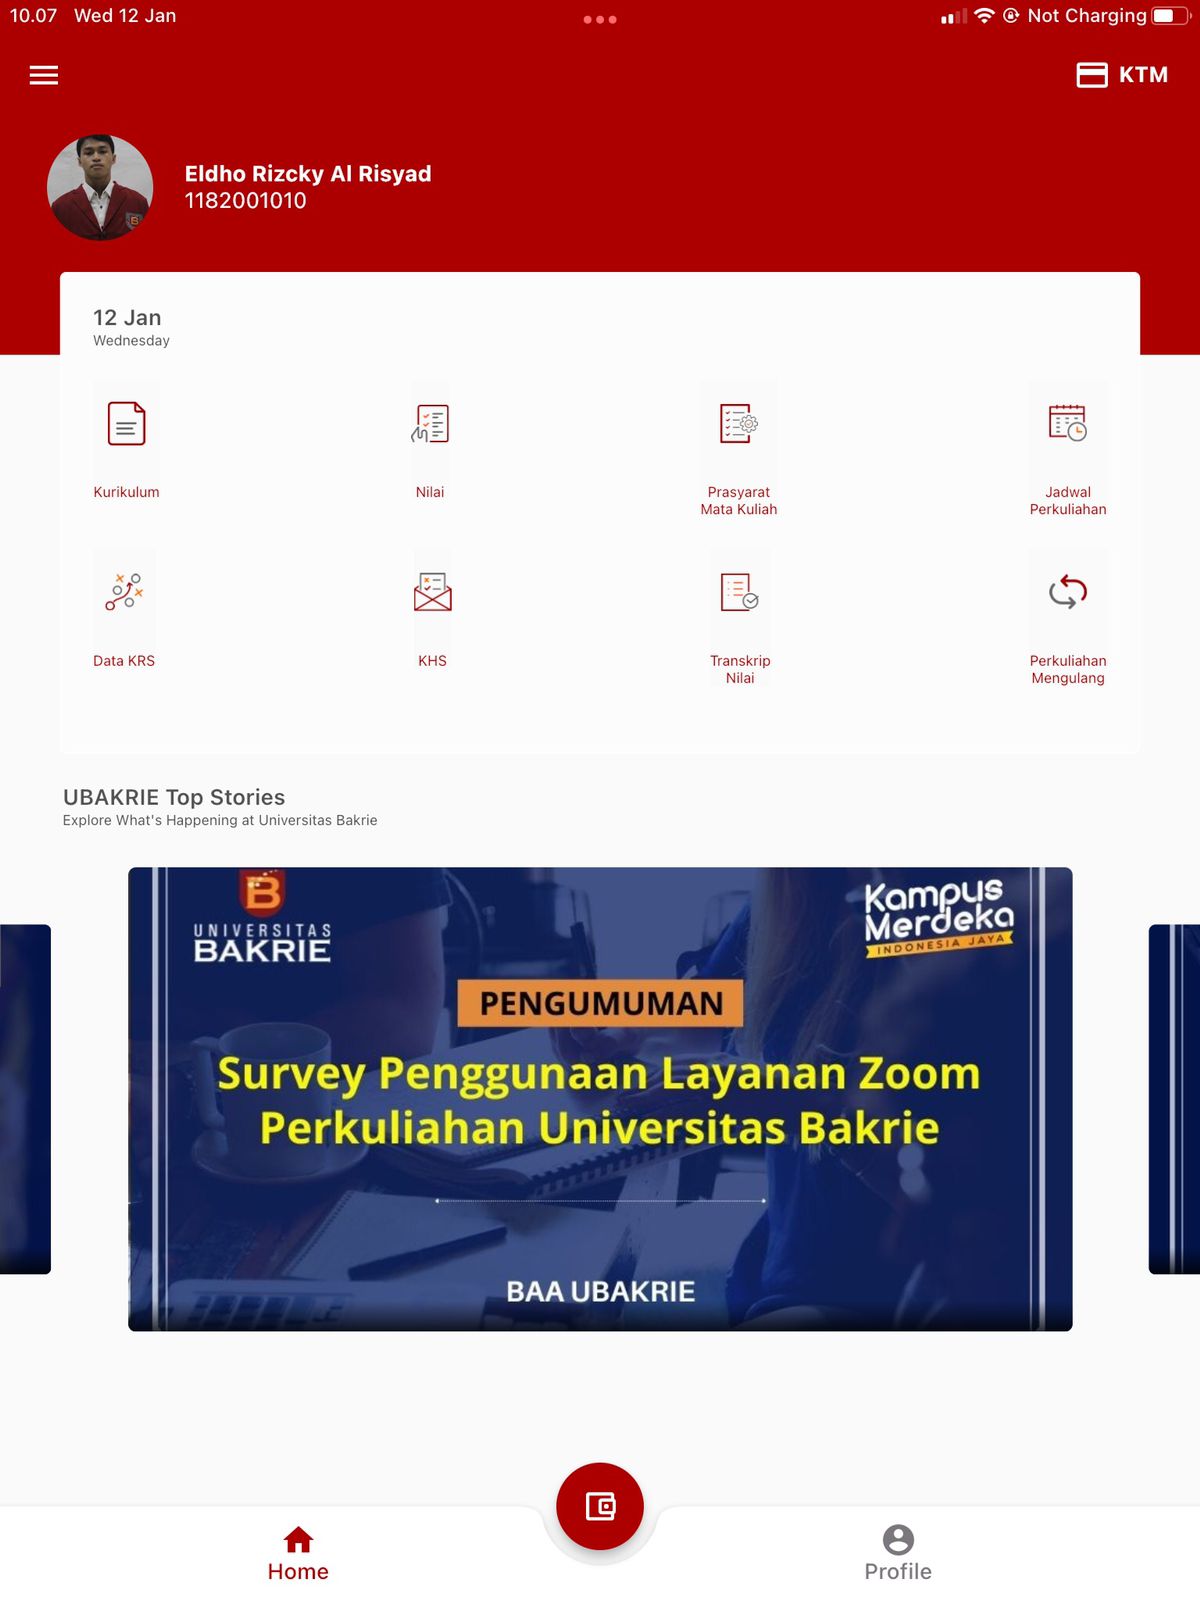 10.07 Wed 12 Jan
Not Charging
KTM
Eldho Rizcky Al Risyad
1182001010
12 Jan
Wednesday
Kurikulum
Nilai
Prasyarat
Mata Kuliah
Jadwal
Perkuliahan
Data KRS
KHS
Transkrip
Nilai
Perkuliahan
Mengulang
UBAKRIE Top Stories
Explore What's Happening at Universitas Bakrie
B
UNIVERSITAS
BAKRIE
Kampus
Merdeka
INDONESIA JAYA
PENGUMUMAN
Survey Penggunaan Layanan Zoom
Perkuliahan Universitas Bakrie
BAA UBAKRIE
Home
Profile